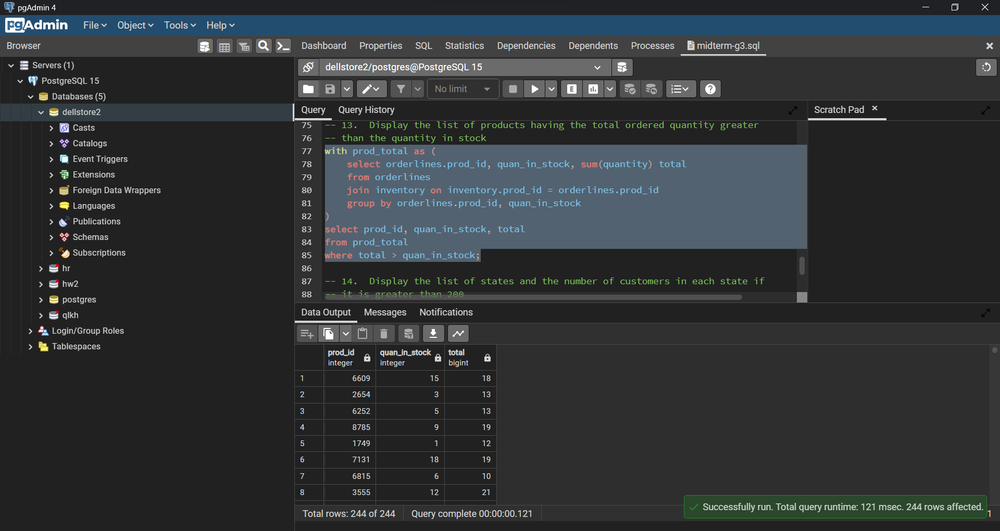 pgAdmin 4
pgAdmin File Object Tools Help
Browser
Servers (1)
PostgreSQL 15
Databases (5)
dellstore2
Casts
Catalogs
Event Triggers
Extensions
Foreign Data Wrappers
Languages
Publications
Schemas
Subscriptions
hr
hw2
postgres
qlkh
Login/Group Roles
Tablespaces
Dashboard Properties SQL Statistics Dependencies Dependents Processes midterm-g3.sql
dellstore2/postgres@PostgreSQL 15
No limit E
Query Query History
Scratch Pad
75 -- 13. Display the list of products having the total ordered quantity greater
76 -- than the quantity in stock
77 with prod_total as (
78 select orderlines.prod_id, quan_in_stock, sum(quantity) total
79 from orderlines
80 join inventory on inventory.prod_id = orderlines.prod_id
81 group by orderlines.prod_id, quan_in_stock
82 )
83 select prod_id, quan_in_stock, total
84 from prod_total
85 where total > quan_in_stock;
86
87 -- 14. Display the list of states and the number of customers in each state if
88 -- it is greater than 200
Data Output Messages Notifications
prod_id quan_in_stock total
integer integer bigint
1 6609 15 18
2 2654 3 13
3 6252 5 13
4 8785 9 19
5 1749 1 12
6 7131 18 19
7 6815 6 10
8 3555 12 21
Total rows: 244 of 244 Query complete 00:00:00.121
Successfully run. Total query runtime: 121 msec. 244 rows affected.
1